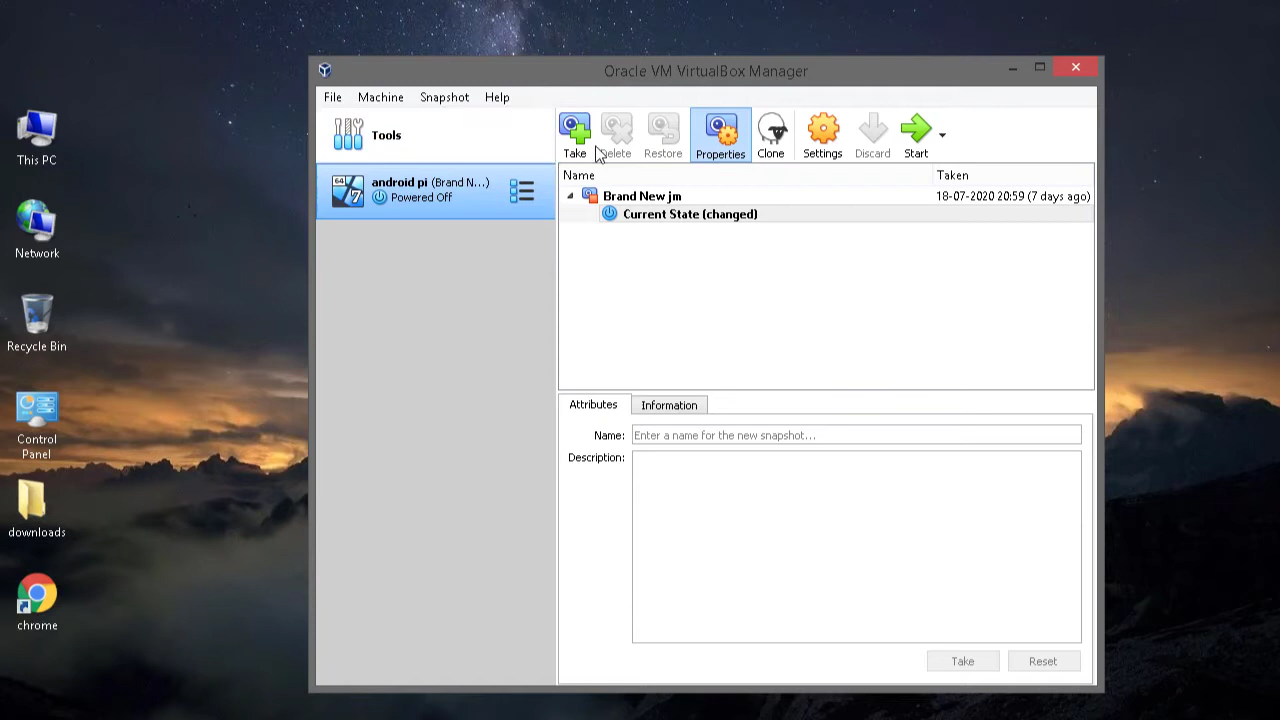 Oracle VM VirtualBox Manager
File Machine Snapshot Help
Tools
Take Delete Restore Properties Clone Settings Discard Start
64
7
android pi (Brand N...)
Powered Off
Name Taken
Brand New jm 18-07-2020 20:59 (7 days ago)
Current State (changed)
Attributes Information
Name: Enter a name for the new snapshot...
Description:
Take Reset
This PC
Network
Recycle Bin
Control
Panel
downloads
chrome